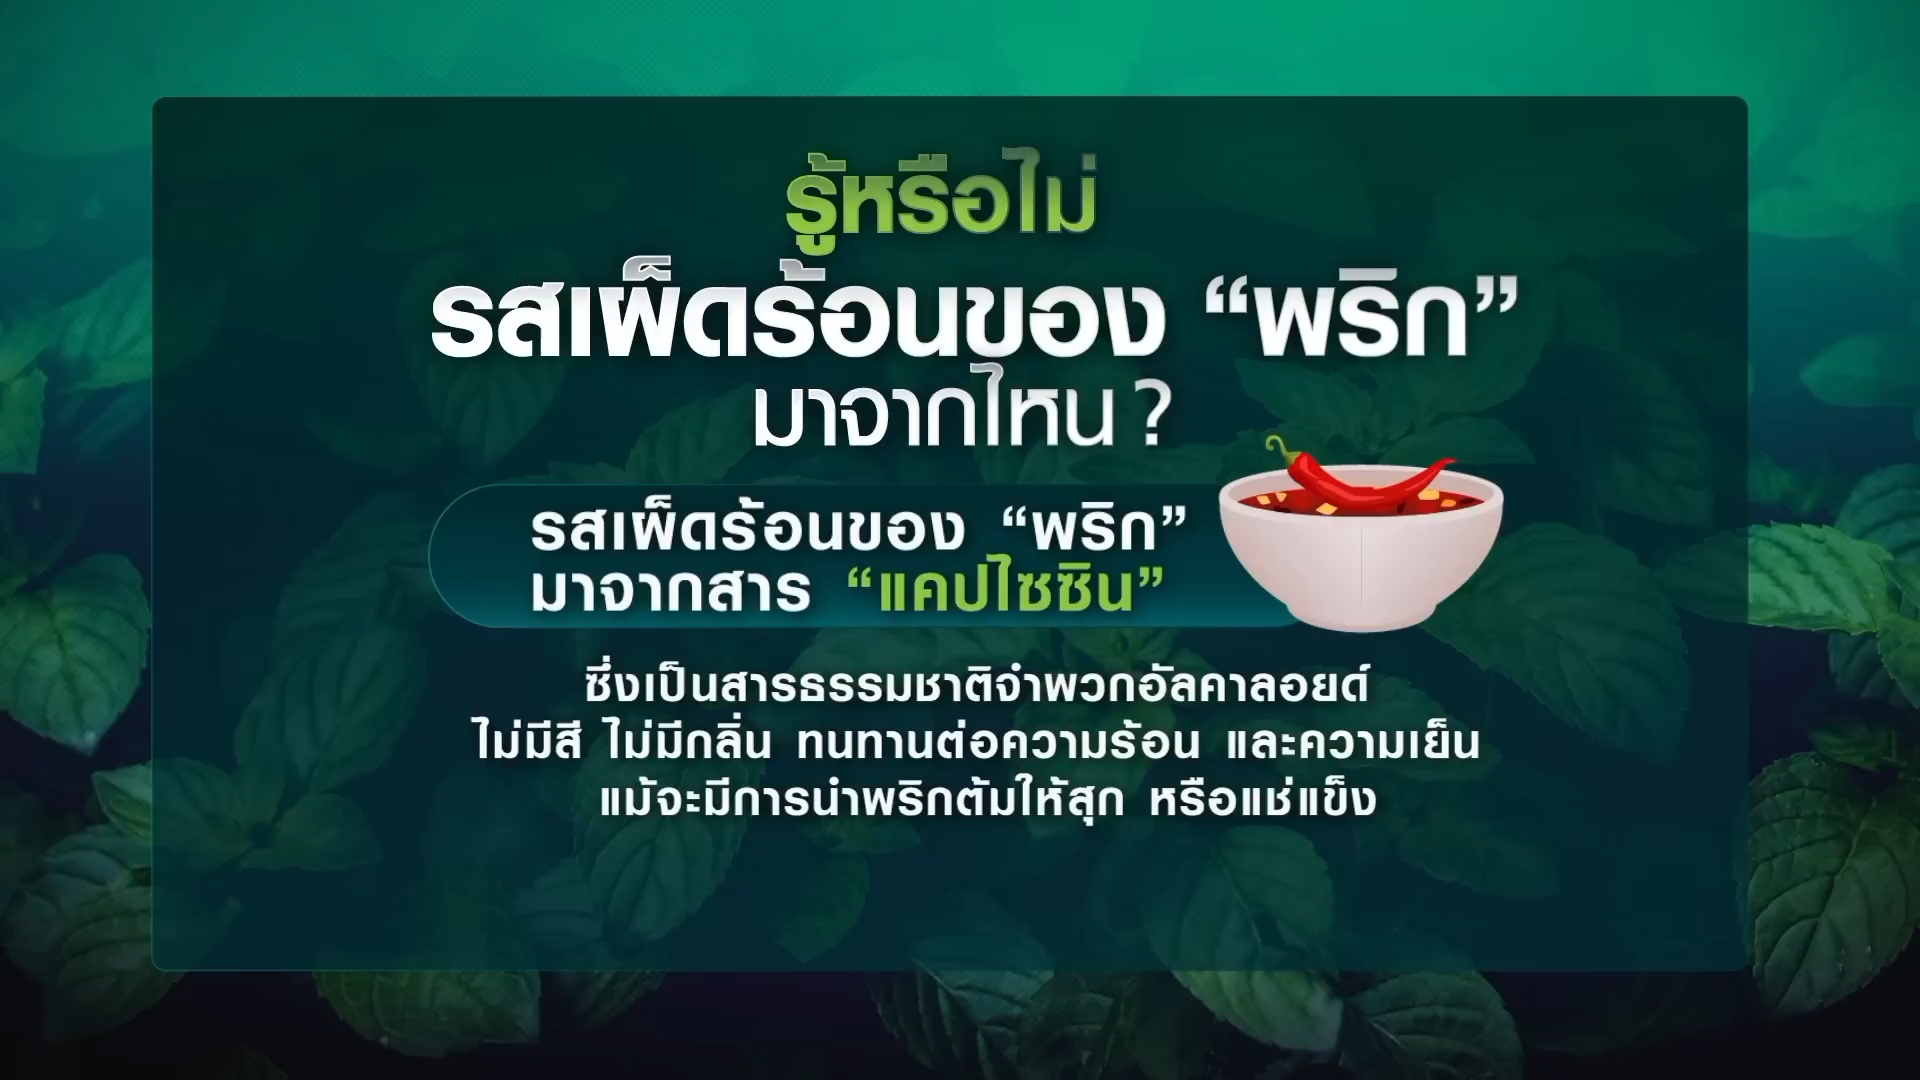 รู้หรือไม่
รสเผ็ดร้อนของ “พริก”
มาจากไหน ?
รสเผ็ดร้อนของ “พริก”
มาจากสาร “แคปไซซิน”
ซึ่งเป็นสารธรรมชาติจำพวกอัลคาลอยด์
ไม่มีสี ไม่มีกลิ่น ทนทานต่อความร้อน และความเย็น
แม้จะมีการนำพริกต้มให้สุก หรือแช่แข็ง